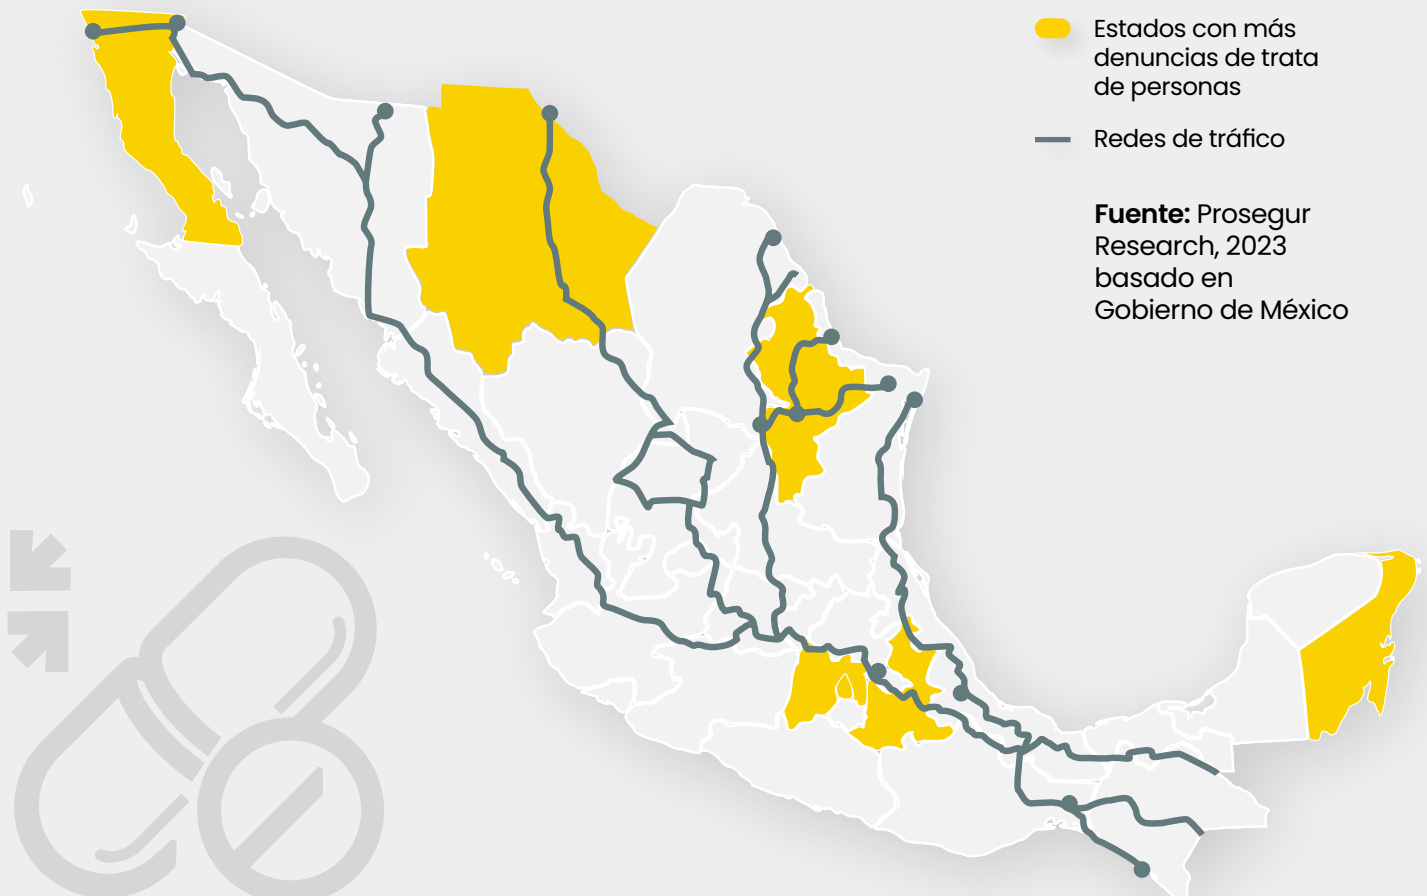 Estados con más
denuncias de trata
de personas
Redes de tráfico
Fuente: Prosegur
Research, 2023
basado en
Gobierno de México